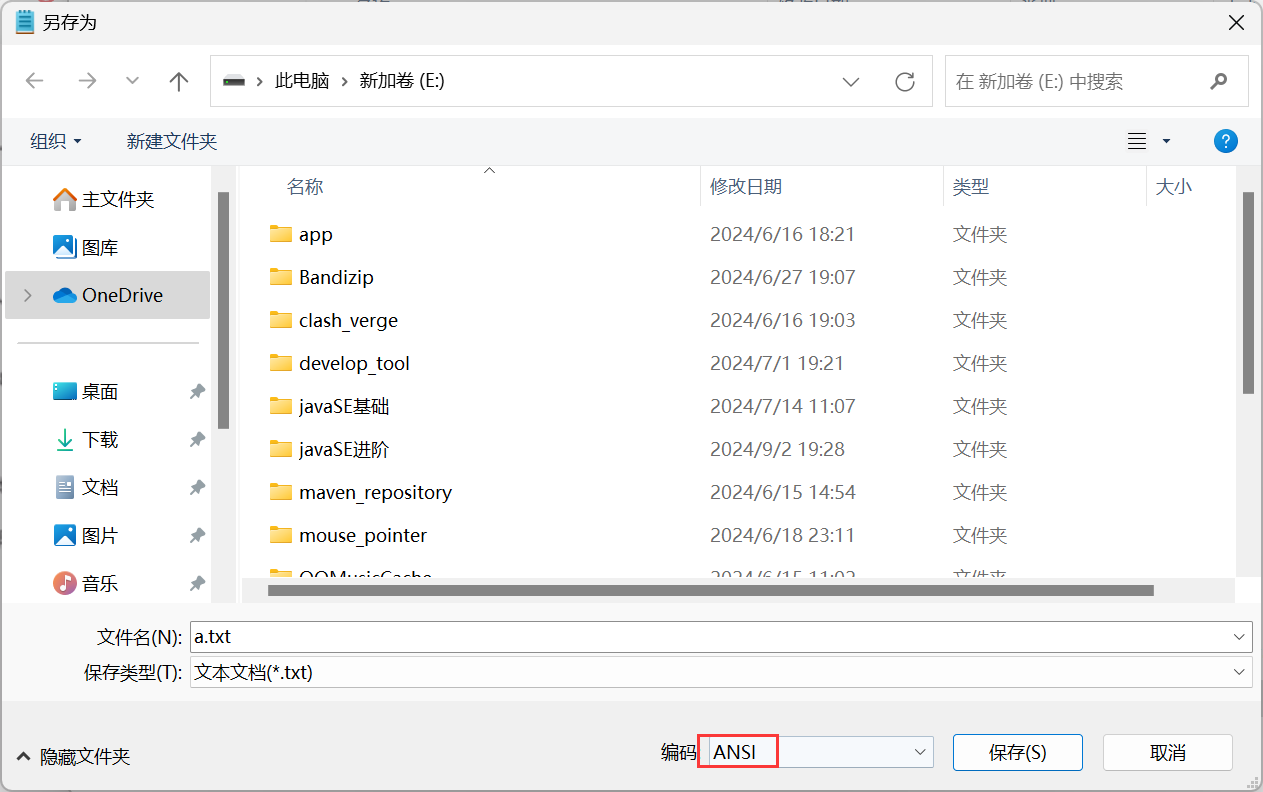 另存为
此电脑 › 新加卷 (E:)
在 新加卷 (E:) 中搜索
组织 新建文件夹
主文件夹
图库
OneDrive
桌面
下载
文档
图片
音乐
名称 修改日期 类型 大小
app 2024/6/16 18:21 文件夹
Bandizip 2024/6/27 19:07 文件夹
clash_verge 2024/6/16 19:03 文件夹
develop_tool 2024/7/1 19:21 文件夹
javaSE基础 2024/7/14 11:07 文件夹
javaSE进阶 2024/9/2 19:28 文件夹
maven_repository 2024/6/15 14:54 文件夹
mouse_pointer 2024/6/18 23:11 文件夹
QQMusicCache 2024/6/15 11:02 文件夹
文件名(N): a.txt
保存类型(T): 文本文档(*.txt)
隐藏文件夹
编码 ANSI 保存(S) 取消